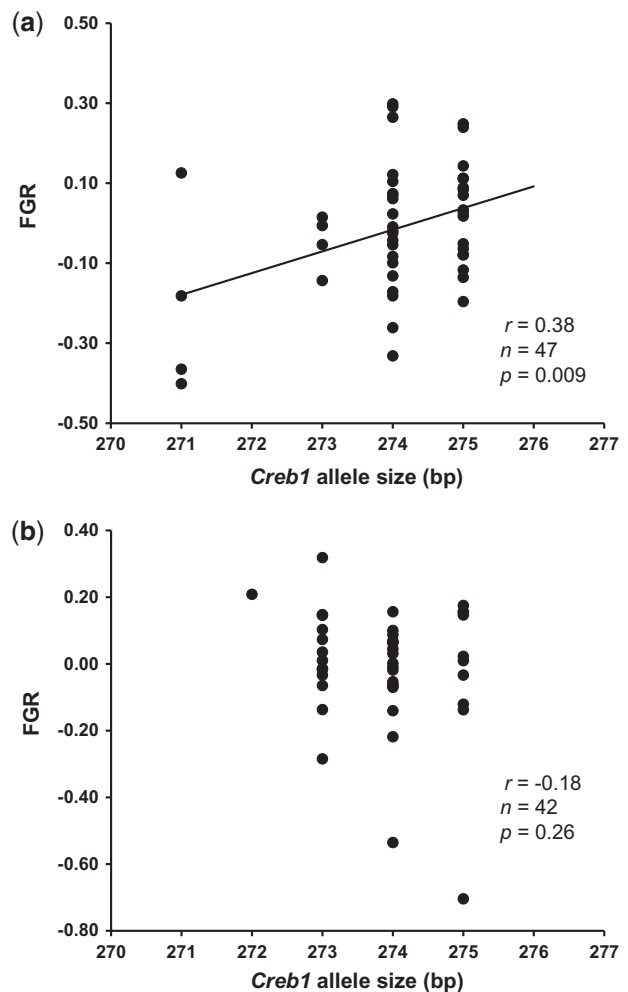 (a)
0.50
0.30
0.10
-0.10
-0.30
-0.50
FGR
r = 0.38
n = 47
p = 0.009
270 271 272 273 274 275 276 277
Creb1 allele size (bp)
(b)
0.40
0.20
0.00
-0.20
-0.40
-0.60
-0.80
FGR
r = -0.18
n = 42
p = 0.26
270 271 272 273 274 275 276 277
Creb1 allele size (bp)